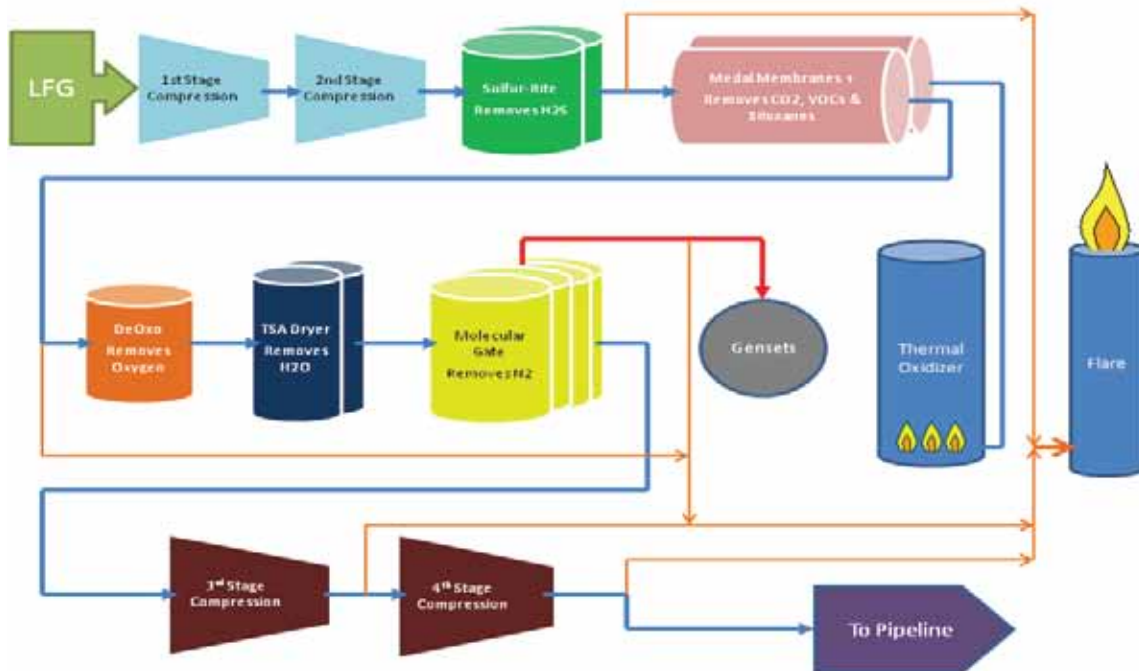 LFG
1st Stage
Compression
2nd Stage
Compression
Sulfur-Rite
Removes H2S
Medal Membranes +
Removes CO2, VOCs &
Siloxanes
DeOxo
Removes
Oxygen
TSA Dryer
Removes
H2O
Molecular
Gate
Removes N2
Gensets
Thermal
Oxidizer
Flare
3rd Stage
Compression
4th Stage
Compression
To Pipeline